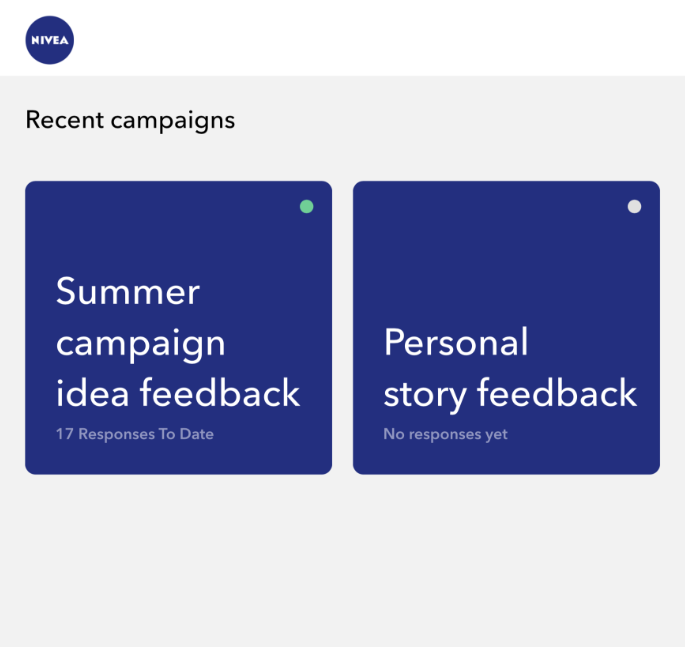 NIVEA
Recent campaigns
Summer
campaign
idea feedback
17 Responses To Date
Personal
story feedback
No responses yet